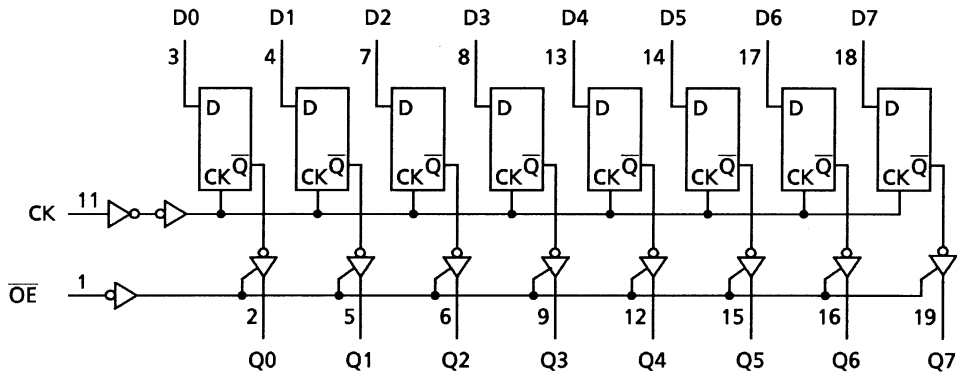 D0 D1 D2 D3 D4 D5 D6 D7
3 4 7 8 13 14 17 18
D D D D D D D D
Q̅ Q̅ Q̅ Q̅ Q̅ Q̅ Q̅ Q̅
CK CK CK CK CK CK CK CK
CK 11
O̅E̅ 1
2 5 6 9 12 15 16 19
Q0 Q1 Q2 Q3 Q4 Q5 Q6 Q7